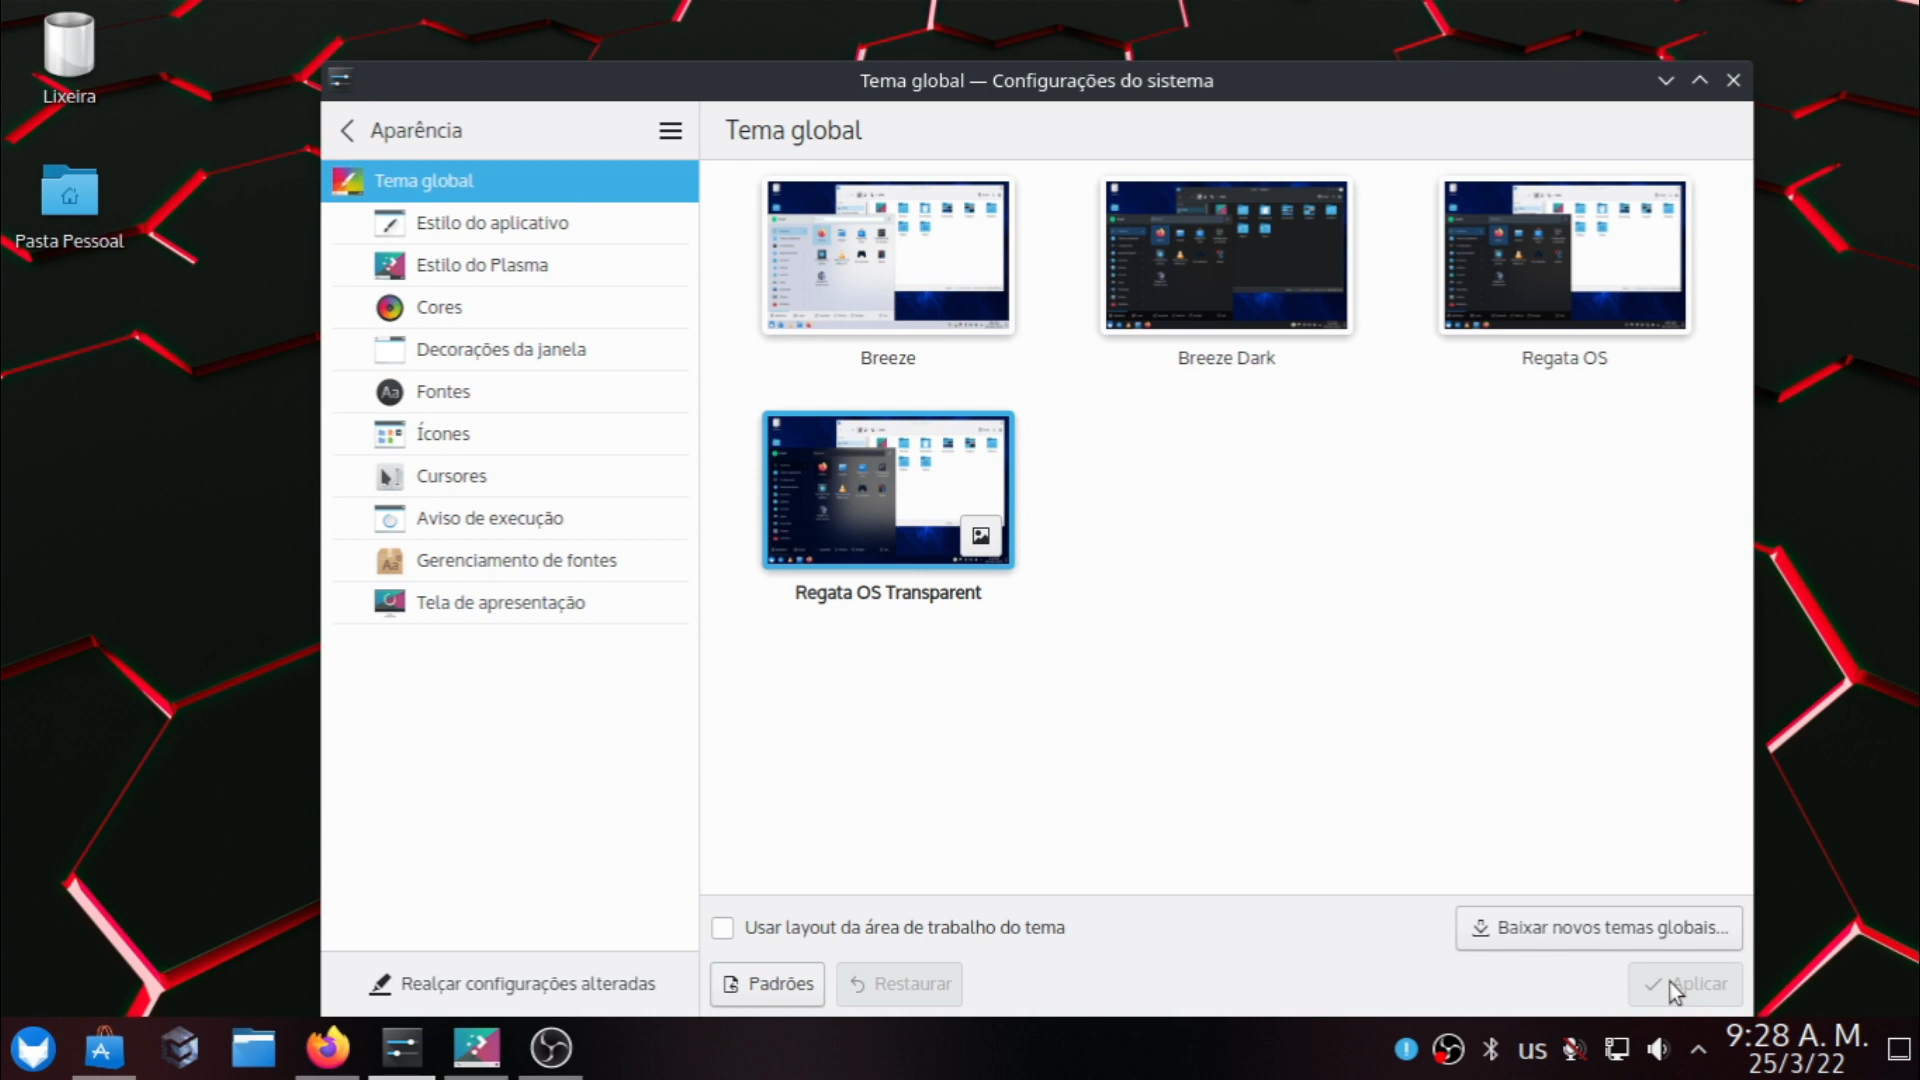 Lixeira
Pasta Pessoal
Tema global — Configurações do sistema
Aparência
Tema global
Estilo do aplicativo
Estilo do Plasma
Cores
Decorações da janela
Fontes
Ícones
Cursores
Aviso de execução
Gerenciamento de fontes
Tela de apresentação
Realçar configurações alteradas
Tema global
Breeze
Breeze Dark
Regata OS
Regata OS Transparent
Usar layout da área de trabalho do tema
Baixar novos temas globais...
Padrões
Restaurar
Aplicar
us
9:28 A. M.
25/3/22